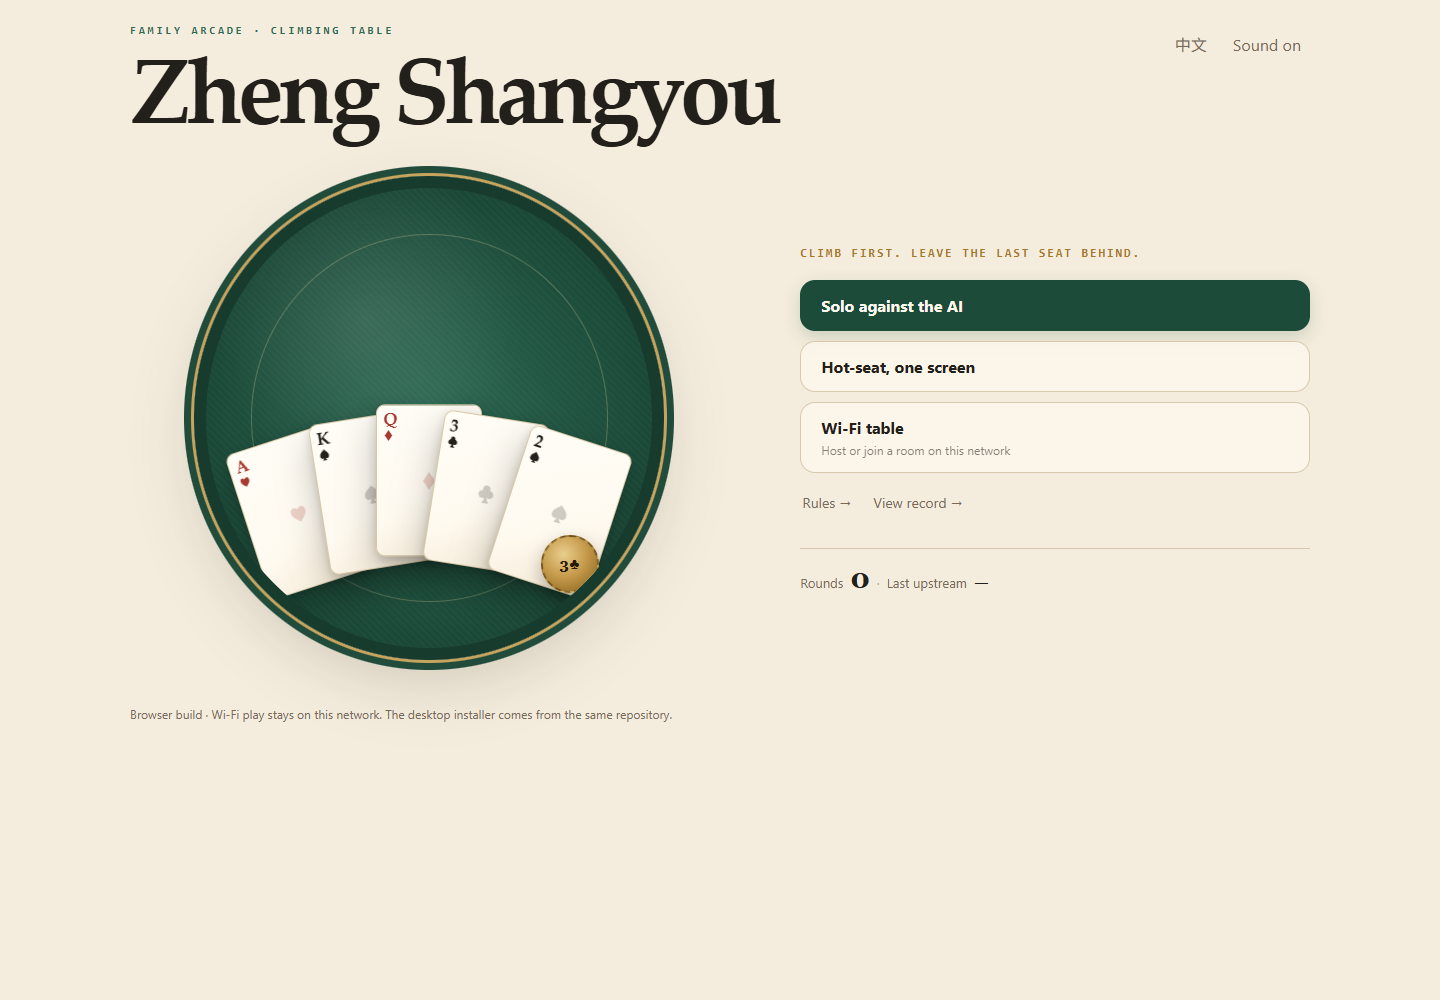 FAMILY ARCADE · CLIMBING TABLE
Zheng Shangyou
中文 Sound on
CLIMB FIRST. LEAVE THE LAST SEAT BEHIND.
Solo against the AI
Hot-seat, one screen
Wi-Fi table
Host or join a room on this network
Rules → View record →
Rounds 0 · Last upstream —
A♥
K♠
Q♦
3♣
2♠
3♣
Browser build · Wi-Fi play stays on this network. The desktop installer comes from the same repository.